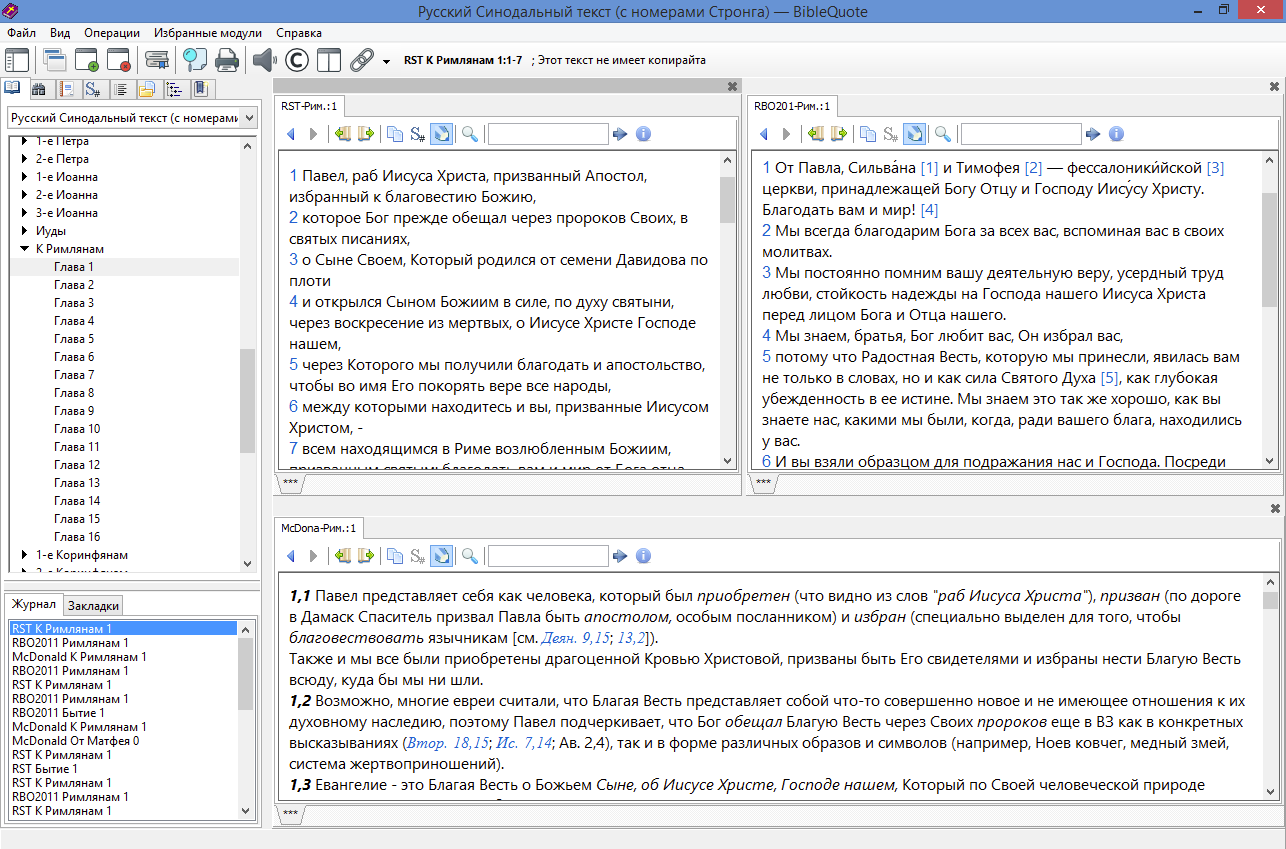 Русский Синодальный текст (с номерами Стронга) — BibleQuote
Файл Вид Операции Избранные модули Справка
RST К Римлянам 1:1-7 ; Этот текст не имеет копирайта
Русский Синодальный текст (с номерами
1-е Петра
2-е Петра
1-е Иоанна
2-е Иоанна
3-е Иоанна
Иуды
К Римлянам
Глава 1
Глава 2
Глава 3
Глава 4
Глава 5
Глава 6
Глава 7
Глава 8
Глава 9
Глава 10
Глава 11
Глава 12
Глава 13
Глава 14
Глава 15
Глава 16
1-е Коринфянам
2-е Коринфянам
Журнал Закладки
RST К Римлянам 1
RBO2011 Римлянам 1
McDonald К Римлянам 1
RBO2011 Римлянам 1
RST К Римлянам 1
RBO2011 Римлянам 1
RBO2011 Бытие 1
McDonald К Римлянам 1
McDonald От Матфея 0
RST К Римлянам 1
RST Бытие 1
RST К Римлянам 1
RBO2011 Римлянам 1
RST К Римлянам 1
RST-Рим.:1
S#
1 Павел, раб Иисуса Христа, призванный Апостол,
избранный к благовестию Божию,
2 которое Бог прежде обещал через пророков Своих, в
святых писаниях,
3 о Сыне Своем, Который родился от семени Давидова по
плоти
4 и открылся Сыном Божиим в силе, по духу святыни,
через воскресение из мертвых, о Иисусе Христе Господе
нашем,
5 через Которого мы получили благодать и апостольство,
чтобы во имя Его покорять вере все народы,
6 между которыми находитесь и вы, призванные Иисусом
Христом, -
7 всем находящимся в Риме возлюбленным Божиим,
призванным святым: благодать вам и мир от Бога отца
***
RBO201-Рим.:1
S#
1 От Павла, Сильва́на [1] и Тимофея [2] — фессалоники́йской [3]
церкви, принадлежащей Богу Отцу и Господу Иису́су Христу.
Благодать вам и мир! [4]
2 Мы всегда благодарим Бога за всех вас, вспоминая вас в своих
молитвах.
3 Мы постоянно помним вашу деятельную веру, усердный труд
любви, стойкость надежды на Господа нашего Иисуса Христа
перед лицом Бога и Отца нашего.
4 Мы знаем, братья, Бог любит вас, Он избрал вас,
5 потому что Радостная Весть, которую мы принесли, явилась вам
не только в словах, но и как сила Святого Духа [5], как глубокая
убежденность в ее истине. Мы знаем это так же хорошо, как вы
знаете нас, какими мы были, когда, ради вашего блага, находились
у вас.
6 И вы взяли образцом для подражания нас и Господа. Посреди
***
McDona-Рим.:1
S#
1,1 Павел представляет себя как человека, который был приобретен (что видно из слов "раб Иисуса Христа"), призван (по дороге
в Дамаск Спаситель призвал Павла быть апостолом, особым посланником) и избран (специально выделен для того, чтобы
благовествовать язычникам [см. Деян. 9,15; 13,2]).
Также и мы все были приобретены драгоценной Кровью Христовой, призваны быть Его свидетелями и избраны нести Благую Весть
всюду, куда бы мы ни шли.
1,2 Возможно, многие евреи считали, что Благая Весть представляет собой что-то совершенно новое и не имеющее отношения к их
духовному наследию, поэтому Павел подчеркивает, что Бог обещал Благую Весть через Своих пророков еще в ВЗ как в конкретных
высказываниях (Втор. 18,15; Ис. 7,14; Ав. 2,4), так и в форме различных образов и символов (например, Ноев ковчег, медный змей,
система жертвоприношений).
1,3 Евангелие - это Благая Весть о Божьем Сыне, об Иисусе Христе, Господе нашем, Который по Своей человеческой природе
***